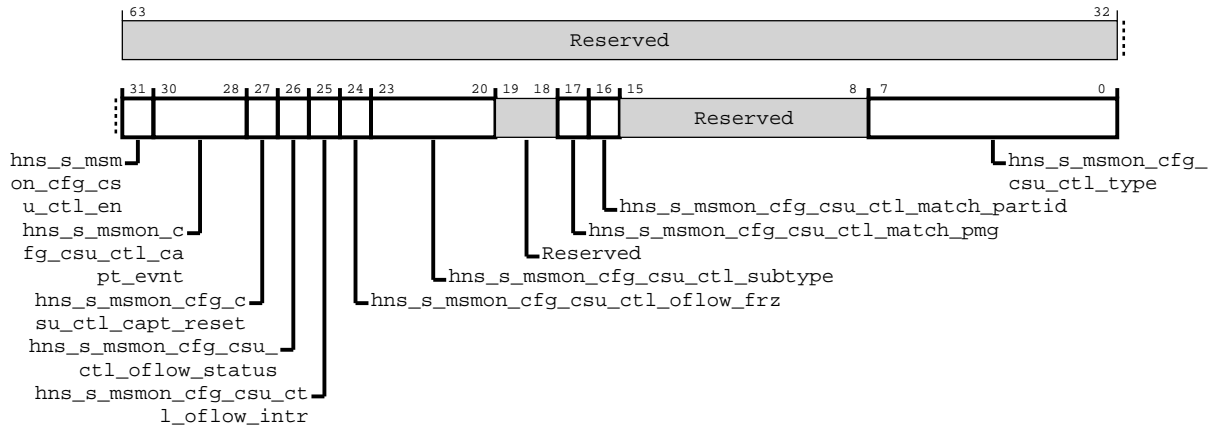 63 32
Reserved
31 30 28 27 26 25 24 23 20 19 18 17 16 15 8 7 0
Reserved
hns_s_msm
on_cfg_cs
u_ctl_en
hns_s_msmon_cfg_
csu_ctl_type
hns_s_msmon_cfg_csu_ctl_match_partid
hns_s_msmon_c
fg_csu_ctl_ca
pt_evnt
hns_s_msmon_cfg_csu_ctl_match_pmg
Reserved
hns_s_msmon_cfg_csu_ctl_subtype
hns_s_msmon_cfg_c
su_ctl_capt_reset
hns_s_msmon_cfg_csu_ctl_oflow_frz
hns_s_msmon_cfg_csu_
ctl_oflow_status
hns_s_msmon_cfg_csu_ct
l_oflow_intr